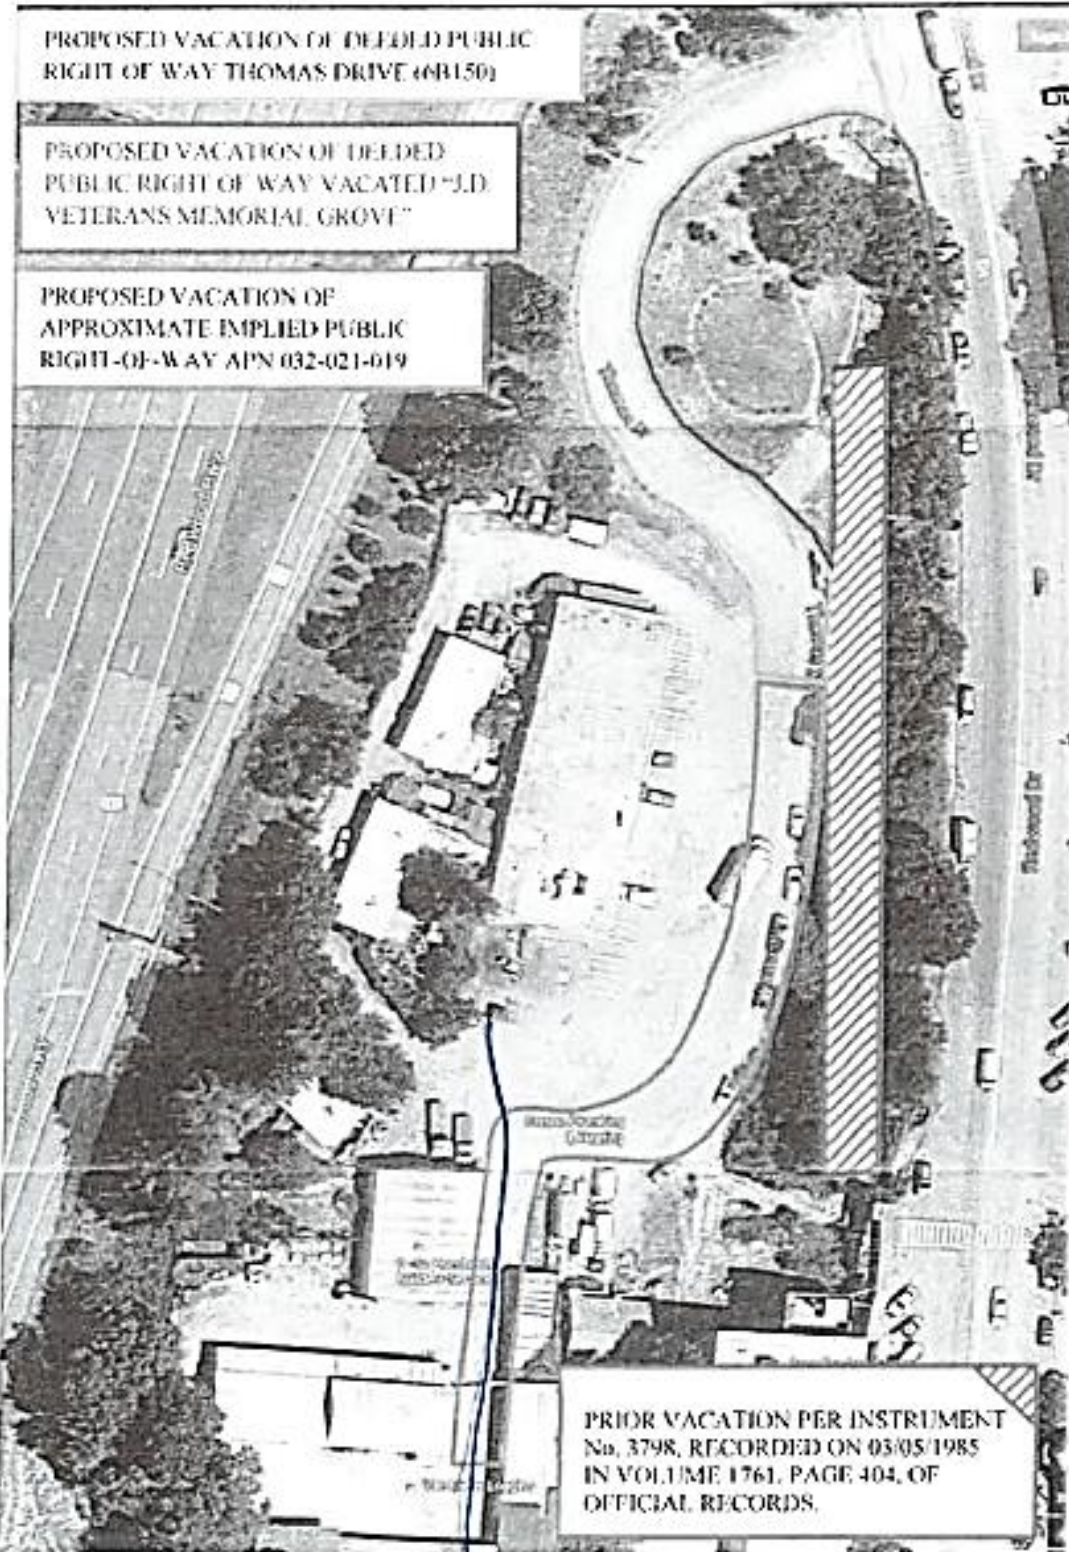 PROPOSED VACATION OF DEEDED PUBLIC
RIGHT OF WAY THOMAS DRIVE (6B150)
PROPOSED VACATION OF DEEDED
PUBLIC RIGHT OF WAY VACATED "J.D.
VETERANS MEMORIAL GROVE"
PROPOSED VACATION OF
APPROXIMATE IMPLIED PUBLIC
RIGHT-OF-WAY APN 032-021-019
Redwood Dr
PRIOR VACATION PER INSTRUMENT
No. 3798, RECORDED ON 03/05/1985
IN VOLUME 1761, PAGE 404, OF
OFFICIAL RECORDS.